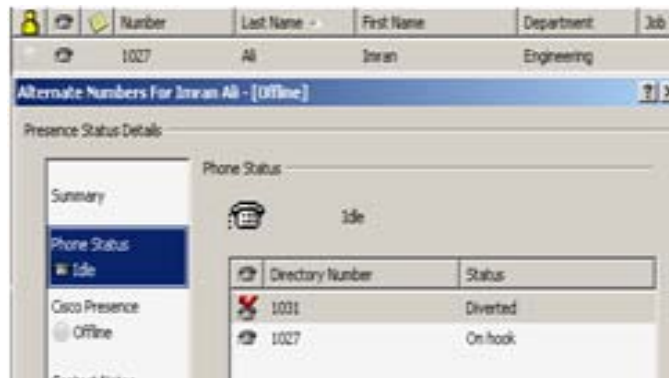 Number Last Name First Name Department Job
1027 Ali Imran Engineering
Alternate Numbers For Imran Ali - [Offline]
Presence Status Details
Summary
Phone Status
Idle
Cisco Presence
Offline
Phone Status
Idle
Directory Number Status
1031 Diverted
1027 On hook